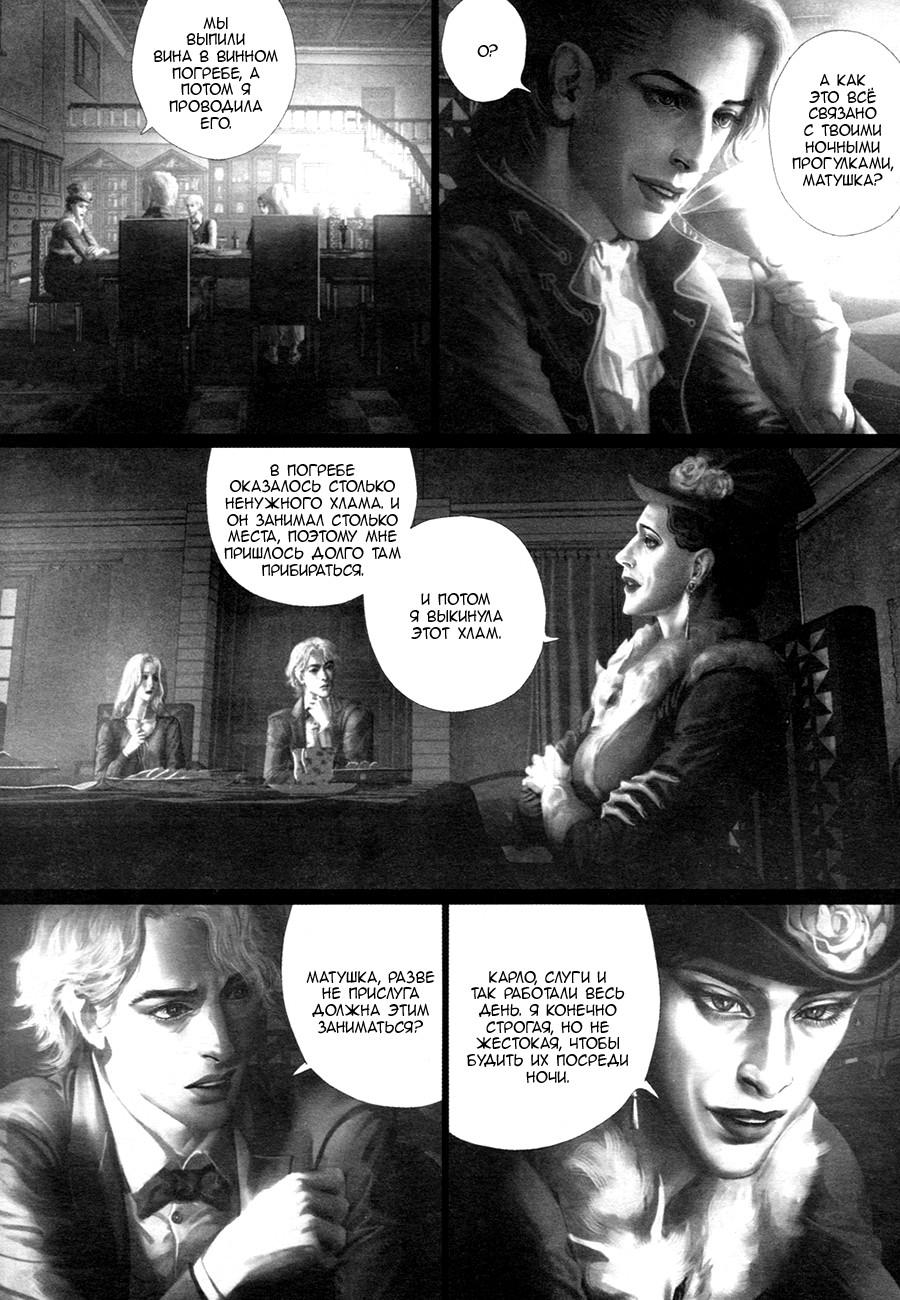 МЫ
ВЫПИЛИ
ВИНА В ВИННОМ
ПОГРЕБЕ, А
ПОТОМ Я
ПРОВОДИЛА
ЕГО.
О?
А КАК
ЭТО ВСЁ
СВЯЗАНО
С ТВОИМИ
НОЧНЫМИ
ПРОГУЛКАМИ,
МАТУШКА?
В ПОГРЕБЕ
ОКАЗАЛОСЬ СТОЛЬКО
НЕНУЖНОГО ХЛАМА. И
ОН ЗАНИМАЛ СТОЛЬКО
МЕСТА, ПОЭТОМУ МНЕ
ПРИШЛОСЬ ДОЛГО ТАМ
ПРИБИРАТЬСЯ.
И ПОТОМ
Я ВЫКИНУЛА
ЭТОТ ХЛАМ.
МАТУШКА, РАЗВЕ
НЕ ПРИСЛУГА
ДОЛЖНА ЭТИМ
ЗАНИМАТЬСЯ?
КАРЛО, СЛУГИ И
ТАК РАБОТАЛИ ВЕСЬ
ДЕНЬ. Я КОНЕЧНО
СТРОГАЯ, НО НЕ
ЖЕСТОКАЯ, ЧТОБЫ
БУДИТЬ ИХ ПОСРЕДИ
НОЧИ.